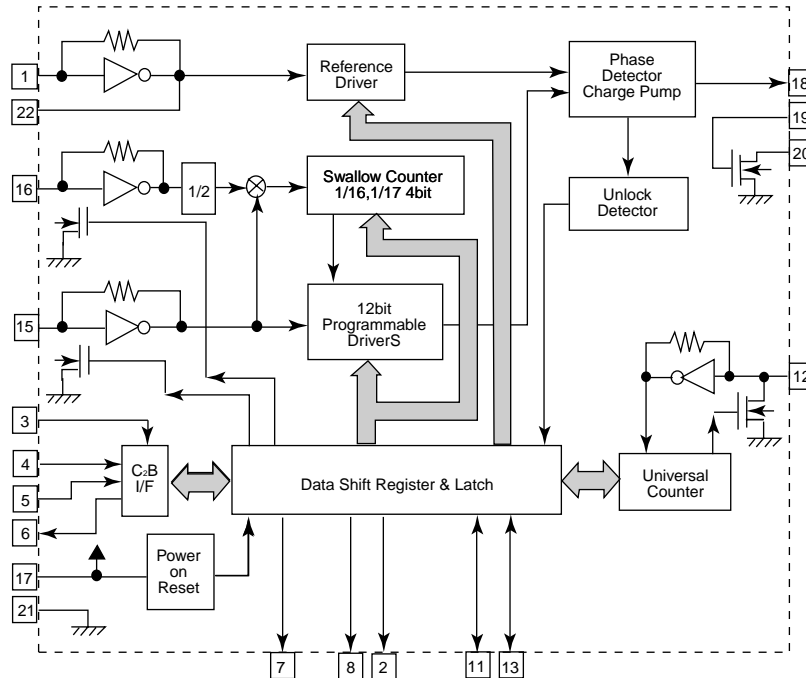 1
22
16
15
3
4
5
6
17
21
Reference
Driver
Phase
Detector
Charge Pump
18
19
20
1/2
Swallow Counter
1/16,1/17 4bit
Unlock
Detector
12bit
Programmable
DriverS
12
C₂B
I/F
Data Shift Register & Latch
Universal
Counter
Power
on
Reset
7
8
2
11
13